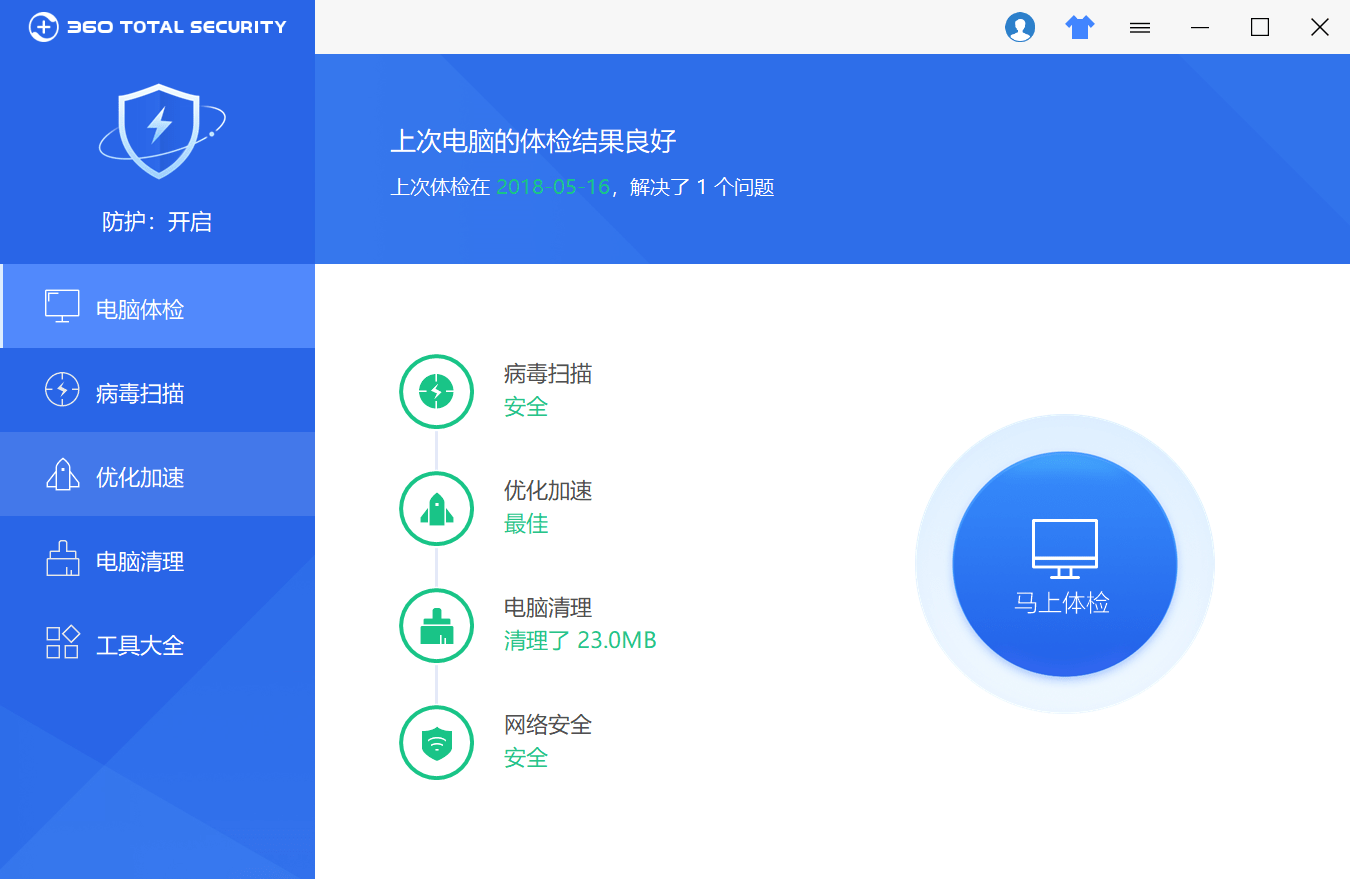 360 TOTAL SECURITY
防护：开启
电脑体检
病毒扫描
优化加速
电脑清理
工具大全
上次电脑的体检结果良好
上次体检在 2018-05-16，解决了 1 个问题
病毒扫描
安全
优化加速
最佳
电脑清理
清理了 23.0MB
网络安全
安全
马上体检